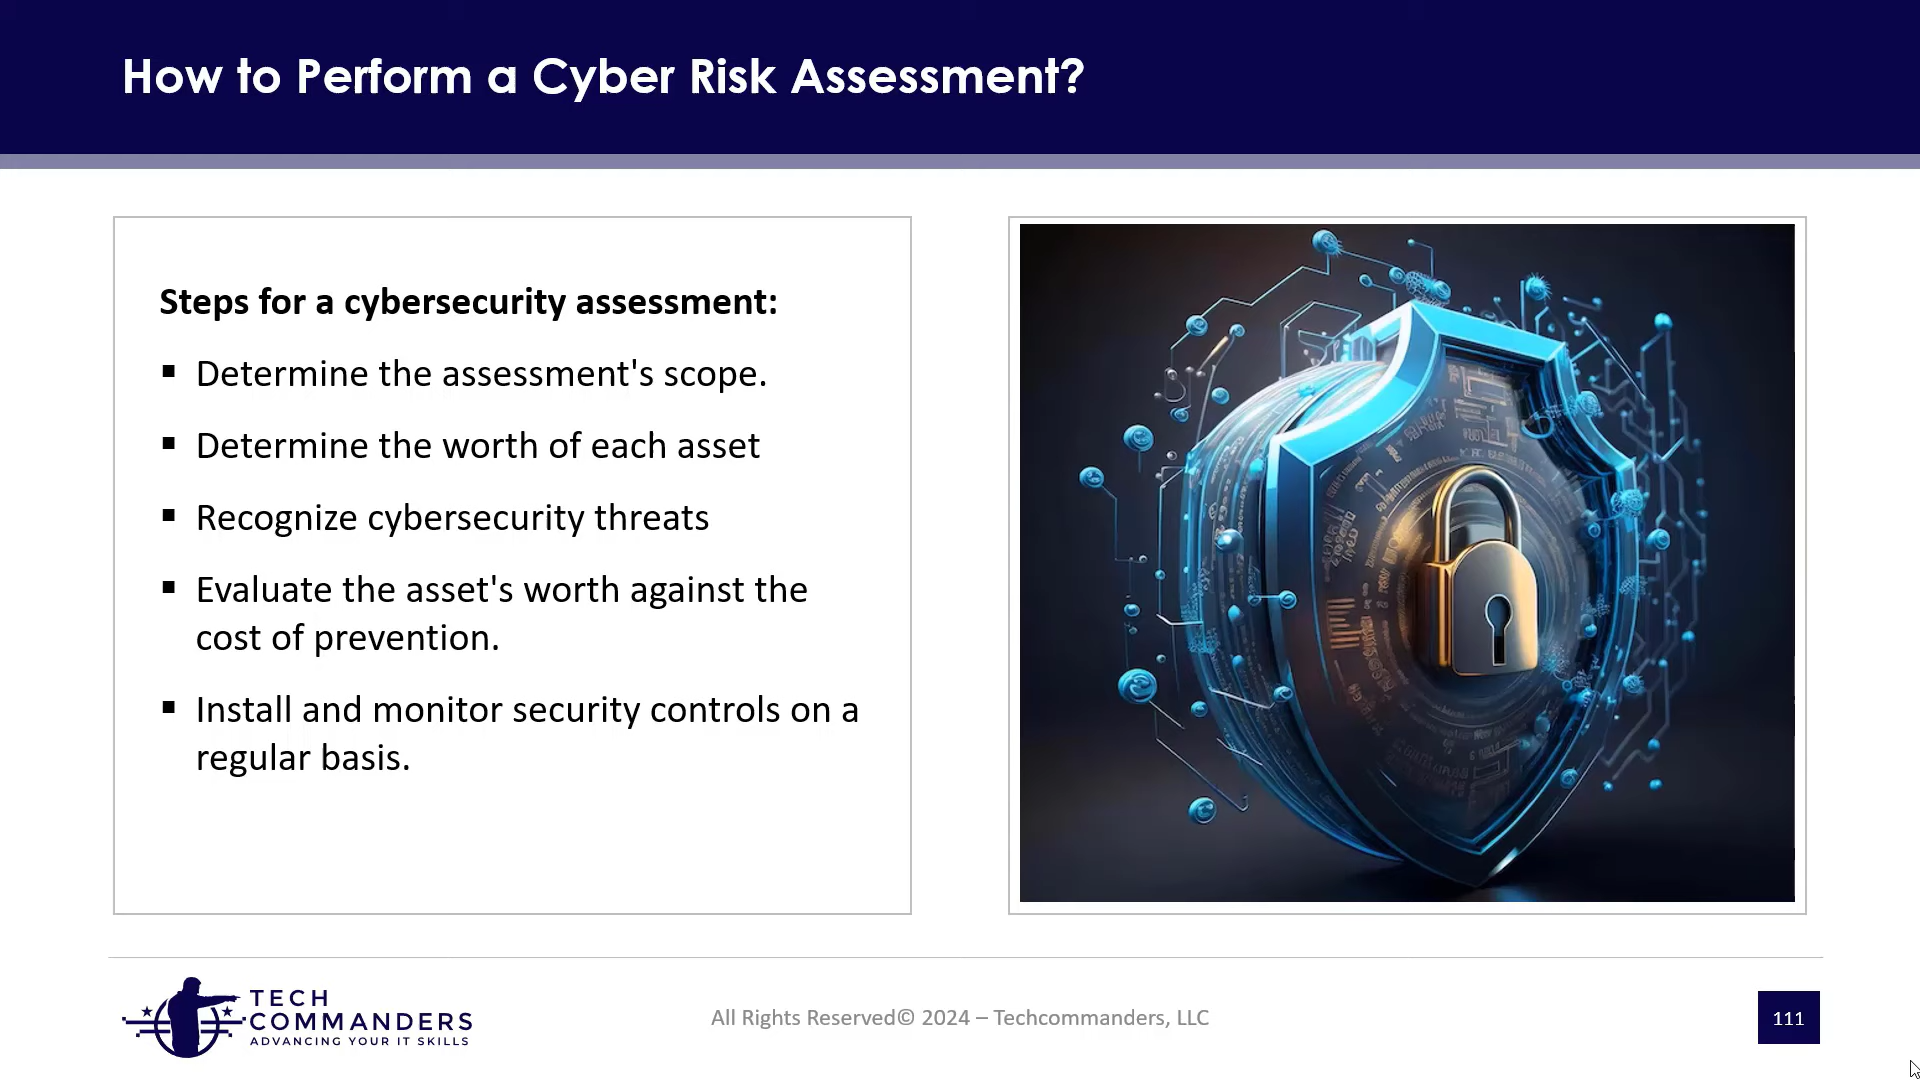 How to Perform a Cyber Risk Assessment?
Steps for a cybersecurity assessment:
▪ Determine the assessment's scope.
▪ Determine the worth of each asset
▪ Recognize cybersecurity threats
▪ Evaluate the asset's worth against the
cost of prevention.
▪ Install and monitor security controls on a
regular basis.
TECH
COMMANDERS
ADVANCING YOUR IT SKILLS
All Rights Reserved© 2024 – Techcommanders, LLC
111